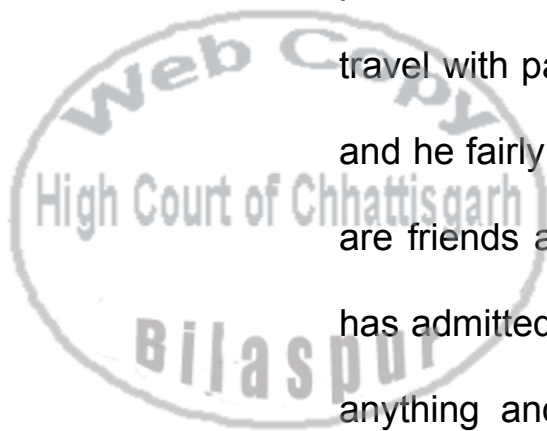 Web Copy
travel with pa
and he fairly
High Court of Chhattisgarh
are friends a
has admitted
Bilaspur
anything and